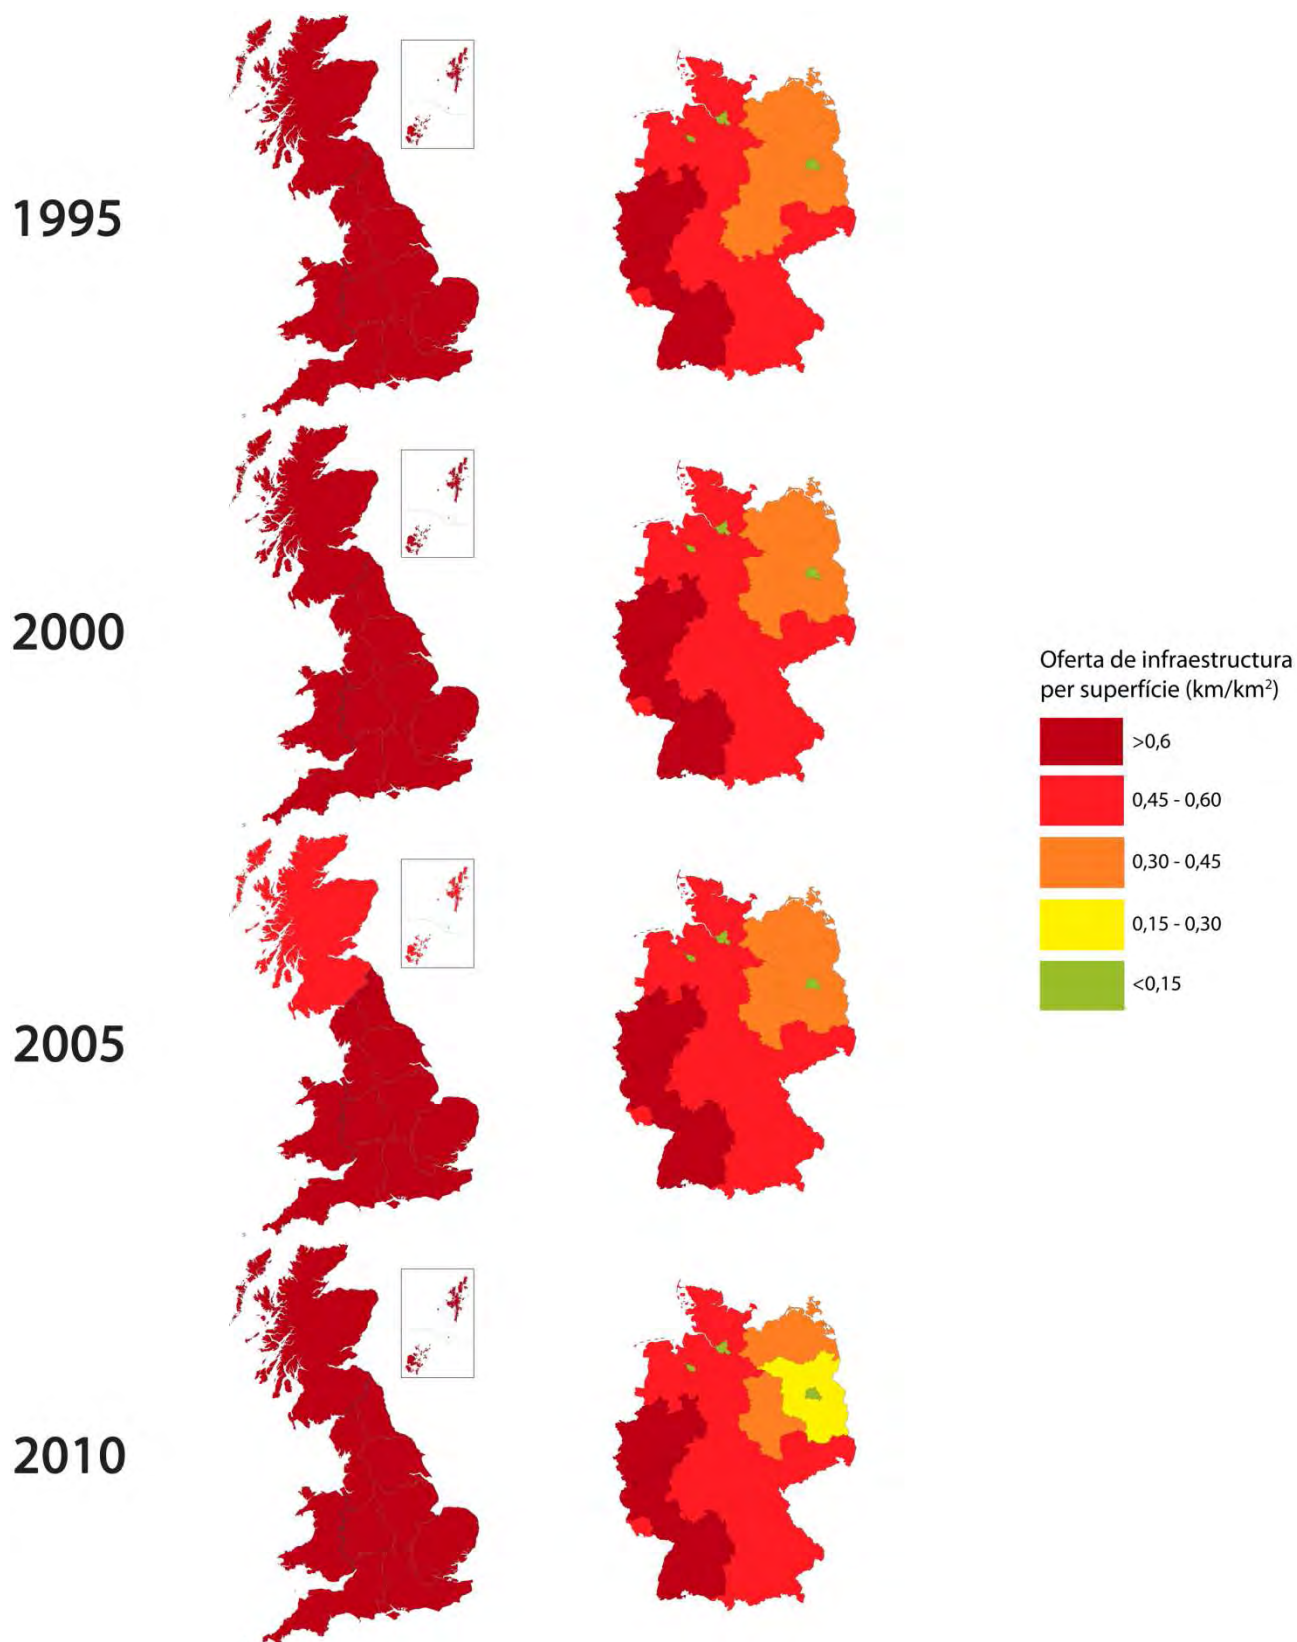 1995
2000
2005
2010
Oferta de infraestructura
per superfície (km/km²)
>0,6
0,45 - 0,60
0,30 - 0,45
0,15 - 0,30
<0,15